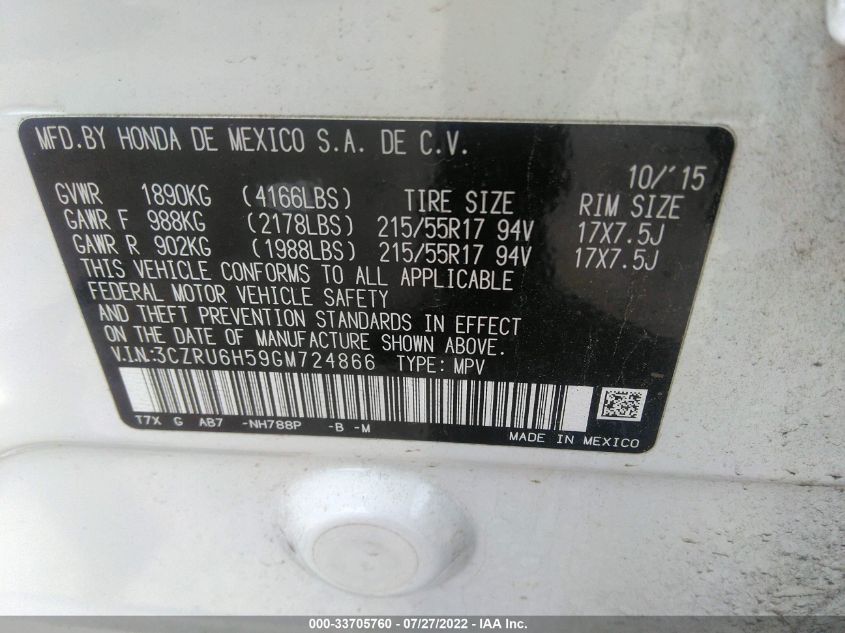 MFD.BY HONDA DE MEXICO S.A. DE C.V.
10/'15
GVWR 1890KG (4166LBS) TIRE SIZE RIM SIZE
GAWR F 988KG (2178LBS) 215/55R17 94V 17X7.5J
GAWR R 902KG (1988LBS) 215/55R17 94V 17X7.5J
THIS VEHICLE CONFORMS TO ALL APPLICABLE
FEDERAL MOTOR VEHICLE SAFETY
AND THEFT PREVENTION STANDARDS IN EFFECT
ON THE DATE OF MANUFACTURE SHOWN ABOVE.
V.I.N:3CZRU6H59GM724866 TYPE: MPV
T7X G AB7 -NH788P -B -M
MADE IN MEXICO
000-33705760 - 07/27/2022 - IAA Inc.